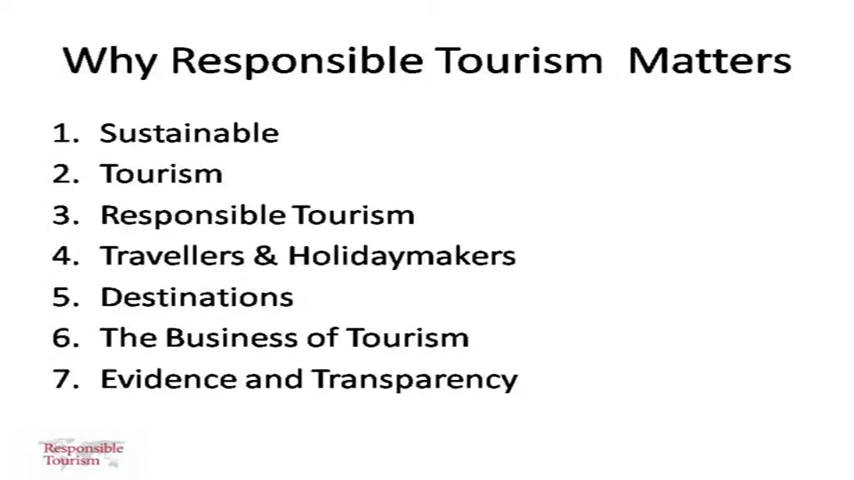 Why Responsible Tourism Matters
1. Sustainable
2. Tourism
3. Responsible Tourism
4. Travellers & Holidaymakers
5. Destinations
6. The Business of Tourism
7. Evidence and Transparency
Responsible
Tourism